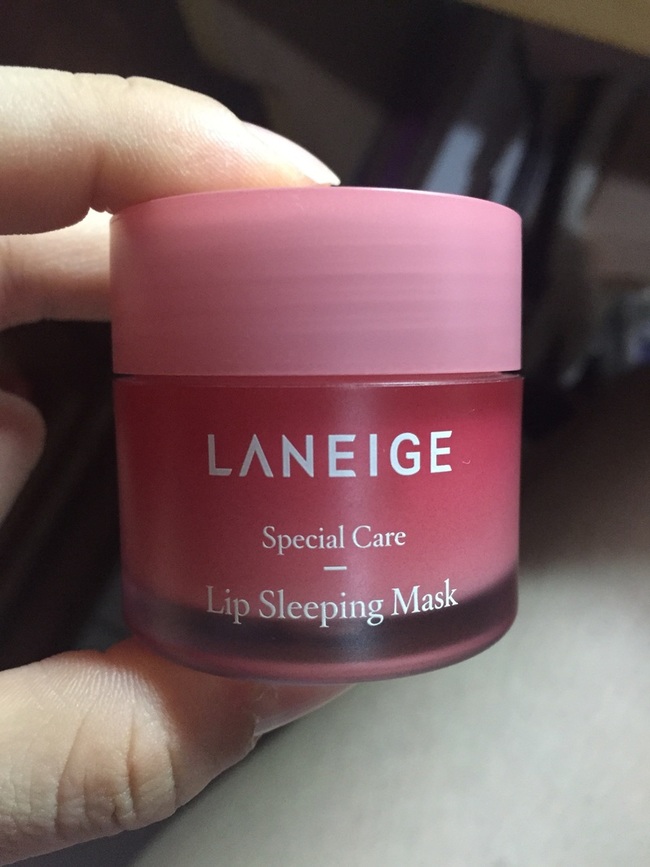 LANEIGE
Special Care
Lip Sleeping Mask